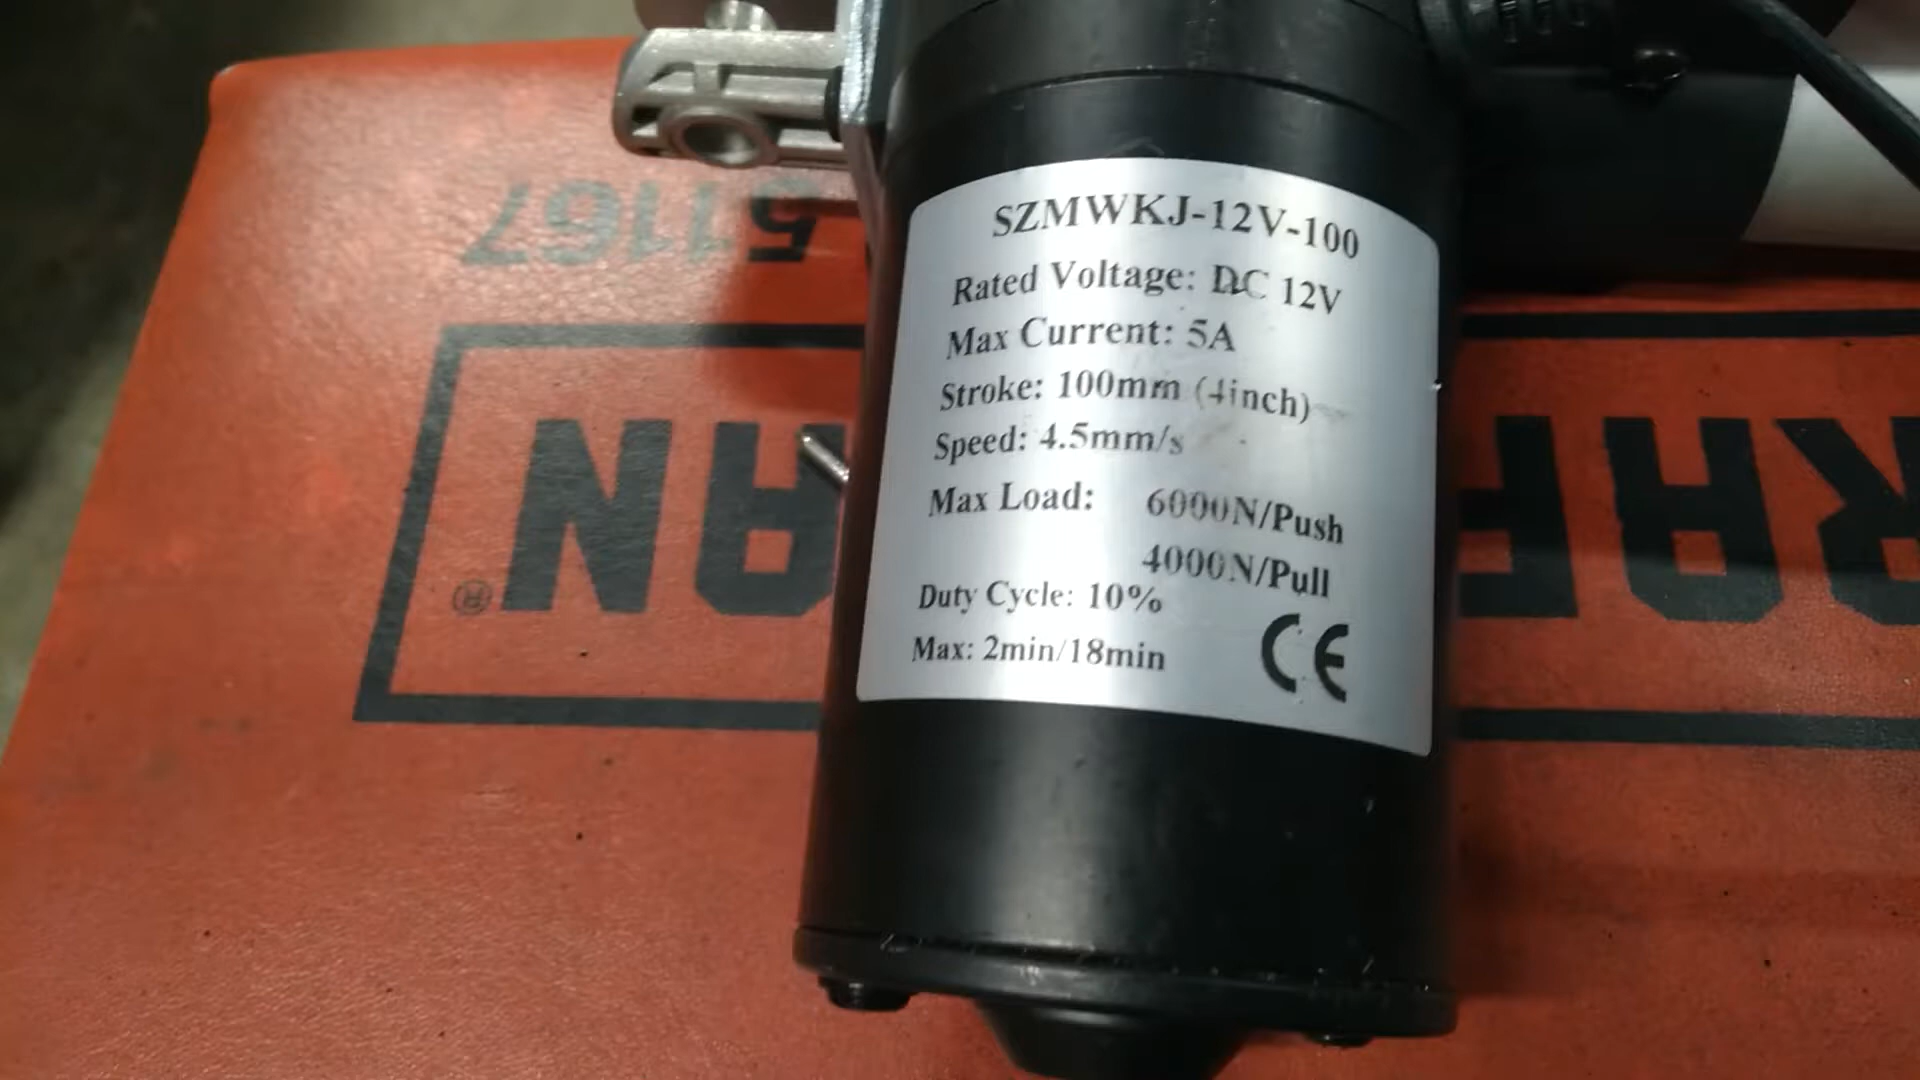 SZMWKJ-12V-100
Rated Voltage: DC 12V
Max Current: 5A
Stroke: 100mm (4inch)
Speed: 4.5mm/s
Max Load: 6000N/Push
4000N/Pull
Duty Cycle: 10%
Max: 2min/18min
CE
51167
®